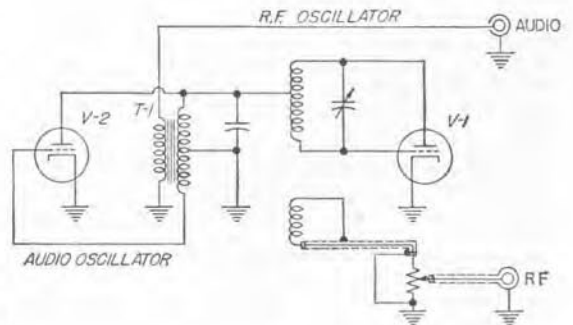 R.F. OSCILLATOR
AUDIO
V-2
T-1
V-1
AUDIO OSCILLATOR
RF